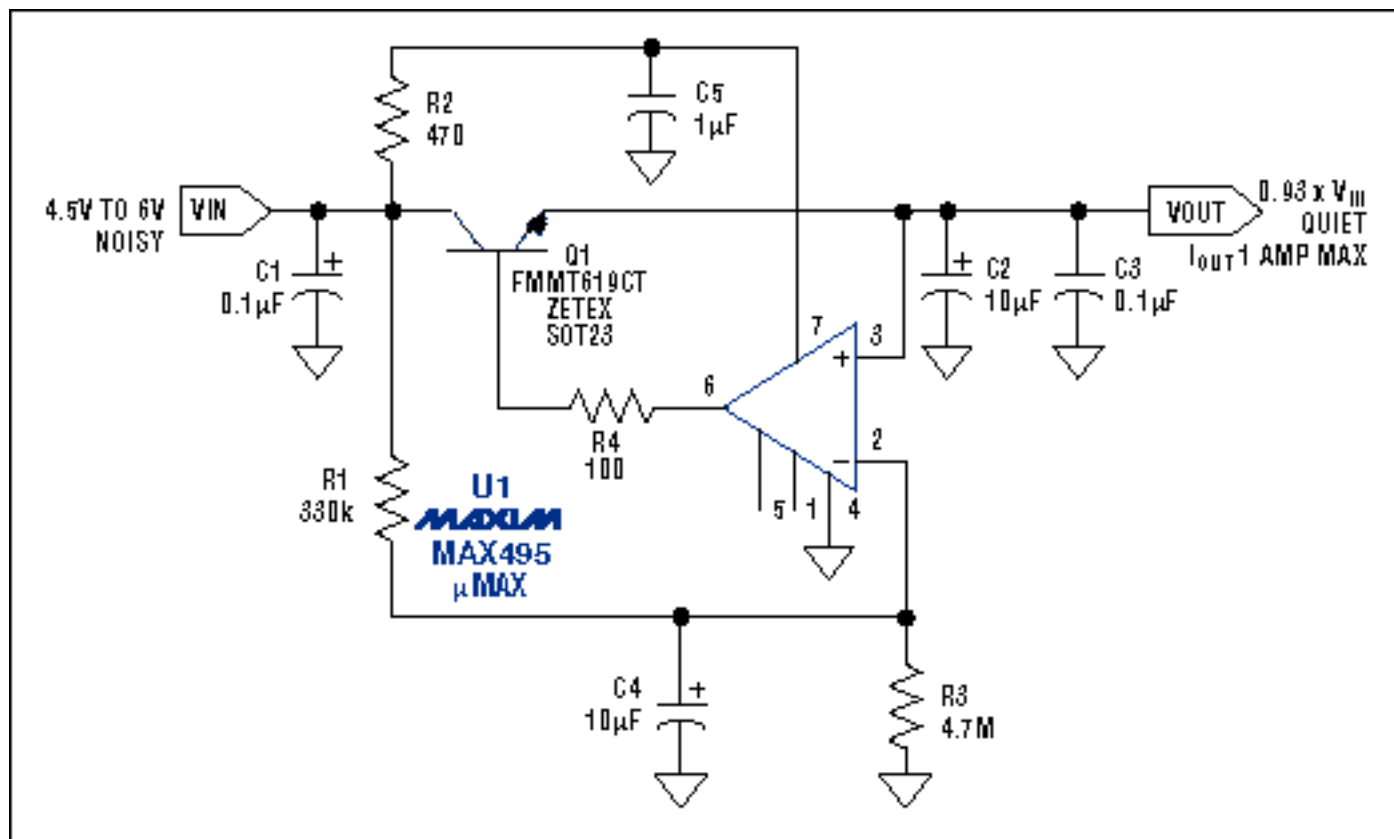 R2
470
C5
1µF
4.5V TO 6V
NOISY
VIN
C1
0.1µF
+
Q1
FMMT619CT
ZETEX
SOT23
VOUT
0.93 x VIN
QUIET
IOUT 1 AMP MAX
+
C2
10µF
C3
0.1µF
7
3
+
6
2
–
5
1
4
R4
100
R1
330k
U1
MAXIM
MAX495
µMAX
C4
10µF
+
R3
4.7M